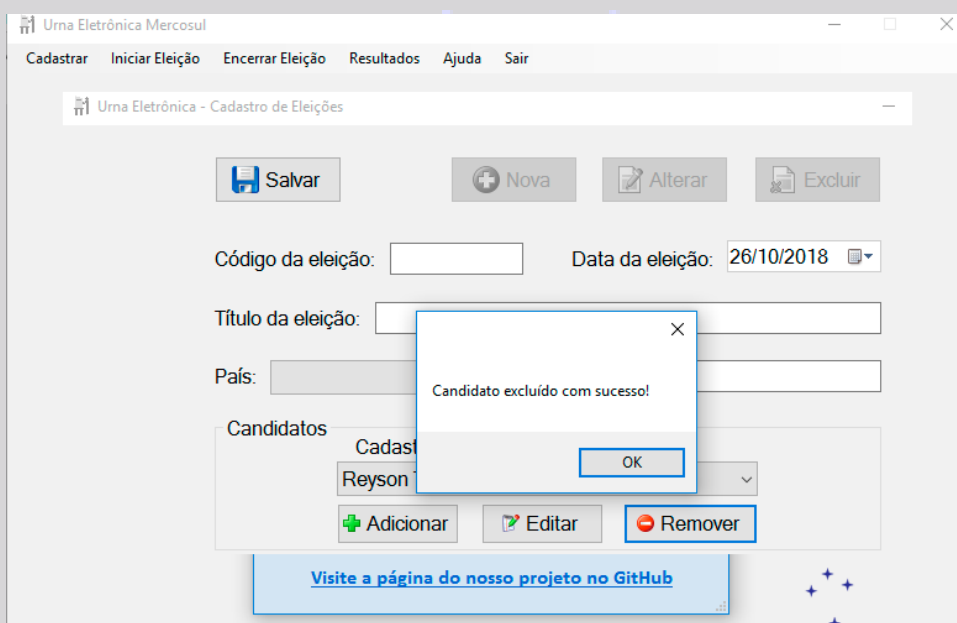 Urna Eletrônica Mercosul
Cadastrar Iniciar Eleição Encerrar Eleição Resultados Ajuda Sair
Urna Eletrônica - Cadastro de Eleições
Salvar Nova Alterar Excluir
Código da eleição: Data da eleição: 26/10/2018
Título da eleição:
País:
Candidato excluído com sucesso!
OK
Candidatos
Cadast
Reyson
Adicionar Editar Remover
Visite a página do nosso projeto no GitHub